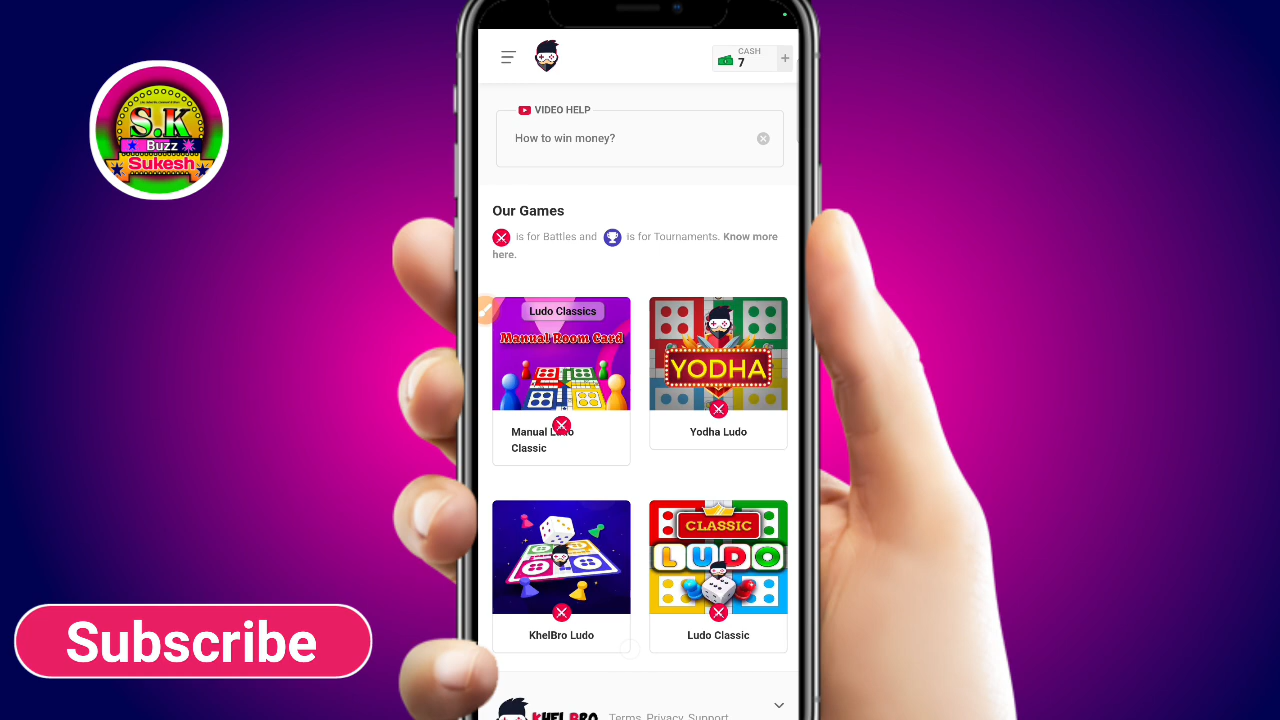 CASH
7
+
VIDEO HELP
How to win money?
Our Games
is for Battles and is for Tournaments. Know more
here.
S.K
Buzz
Sukesh
Ludo Classics
Manual Room Card
YODHA
Manual Ludo
Classic
Yodha Ludo
CLASSIC
LUDO
KhelBro Ludo
Ludo Classic
Subscribe
KHELBRO Terms, Privacy, Support